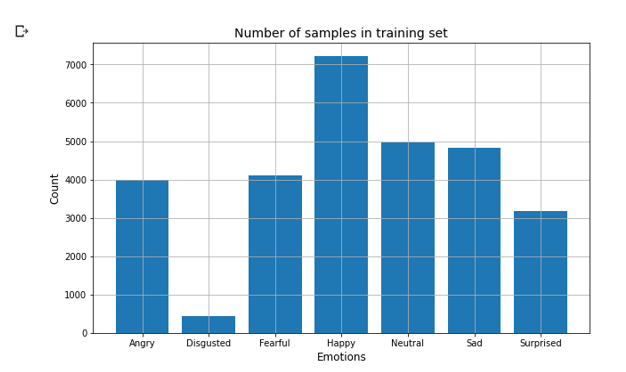 Number of samples in training set
7000
6000
5000
4000
3000
2000
1000
0
Count
Angry Disgusted Fearful Happy Neutral Sad Surprised
Emotions